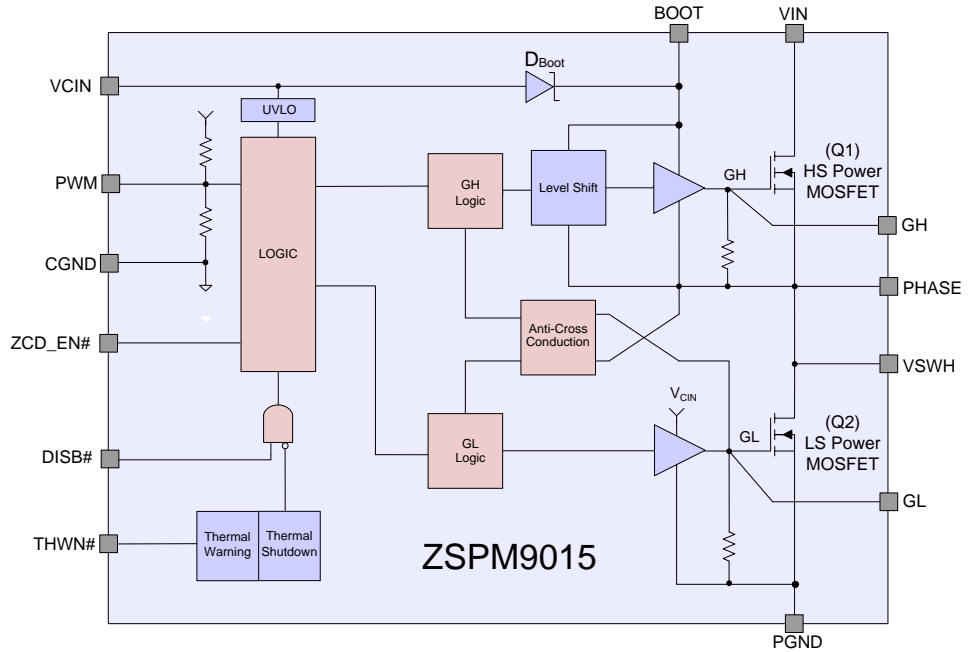 BOOT
VIN
VCIN
DBoot
UVLO
PWM
GH
Logic
Level Shift
GH
(Q1)
HS Power
MOSFET
GH
LOGIC
CGND
PHASE
Anti-Cross
Conduction
ZCD_EN#
VSWH
VCIN
GL
Logic
GL
(Q2)
LS Power
MOSFET
DISB#
GL
THWN#
Thermal
Warning
Thermal
Shutdown
ZSPM9015
PGND